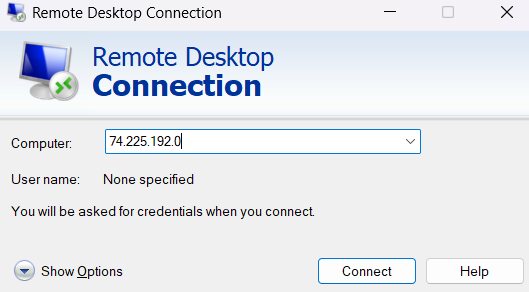 Remote Desktop Connection
Remote Desktop
Connection
Computer: 74.225.192.0
User name: None specified
You will be asked for credentials when you connect.
Show Options Connect Help